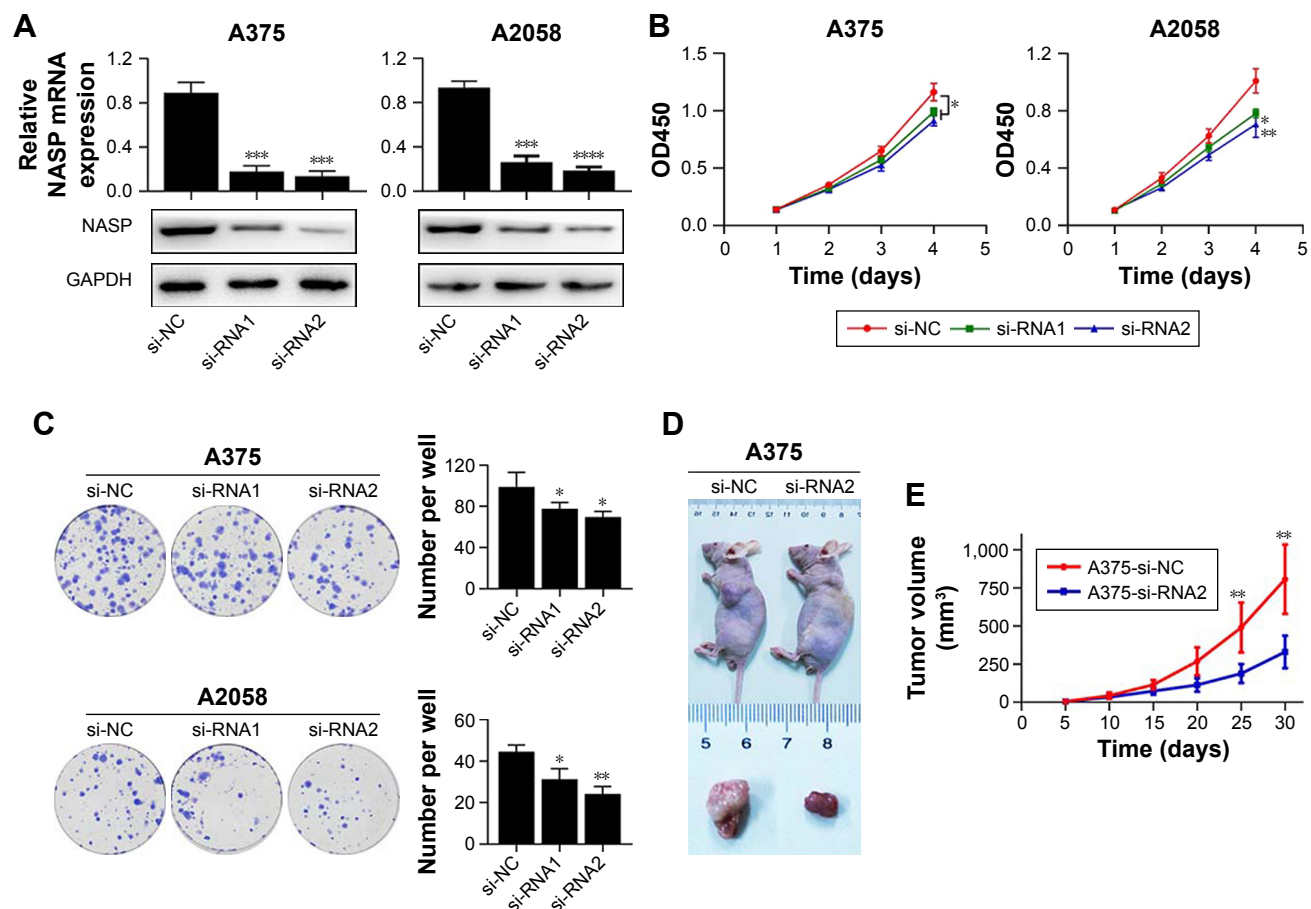 A
A375
A2058
Relative
NASP mRNA
expression
1.2
0.8
0.4
0.0
***
***
1.2
0.8
0.4
0.0
***
****
NASP
GAPDH
si-NC
si-RNA1
si-RNA2
si-NC
si-RNA1
si-RNA2
B
A375
A2058
OD450
1.5
1.0
0.5
0.0
*
0 1 2 3 4 5
Time (days)
OD450
1.2
0.8
0.4
0.0
*
**
0 1 2 3 4 5
Time (days)
si-NC si-RNA1 si-RNA2
C
A375
si-NC si-RNA1 si-RNA2
Number per well
120
80
40
0
*
*
si-NC
si-RNA1
si-RNA2
A2058
si-NC si-RNA1 si-RNA2
Number per well
60
40
20
0
*
**
si-NC
si-RNA1
si-RNA2
D
A375
si-NC si-RNA2
5 6 7 8
E
Tumor volume
(mm³)
1,000
750
500
250
0
A375-si-NC
A375-si-RNA2
**
**
0 5 10 15 20 25 30
Time (days)